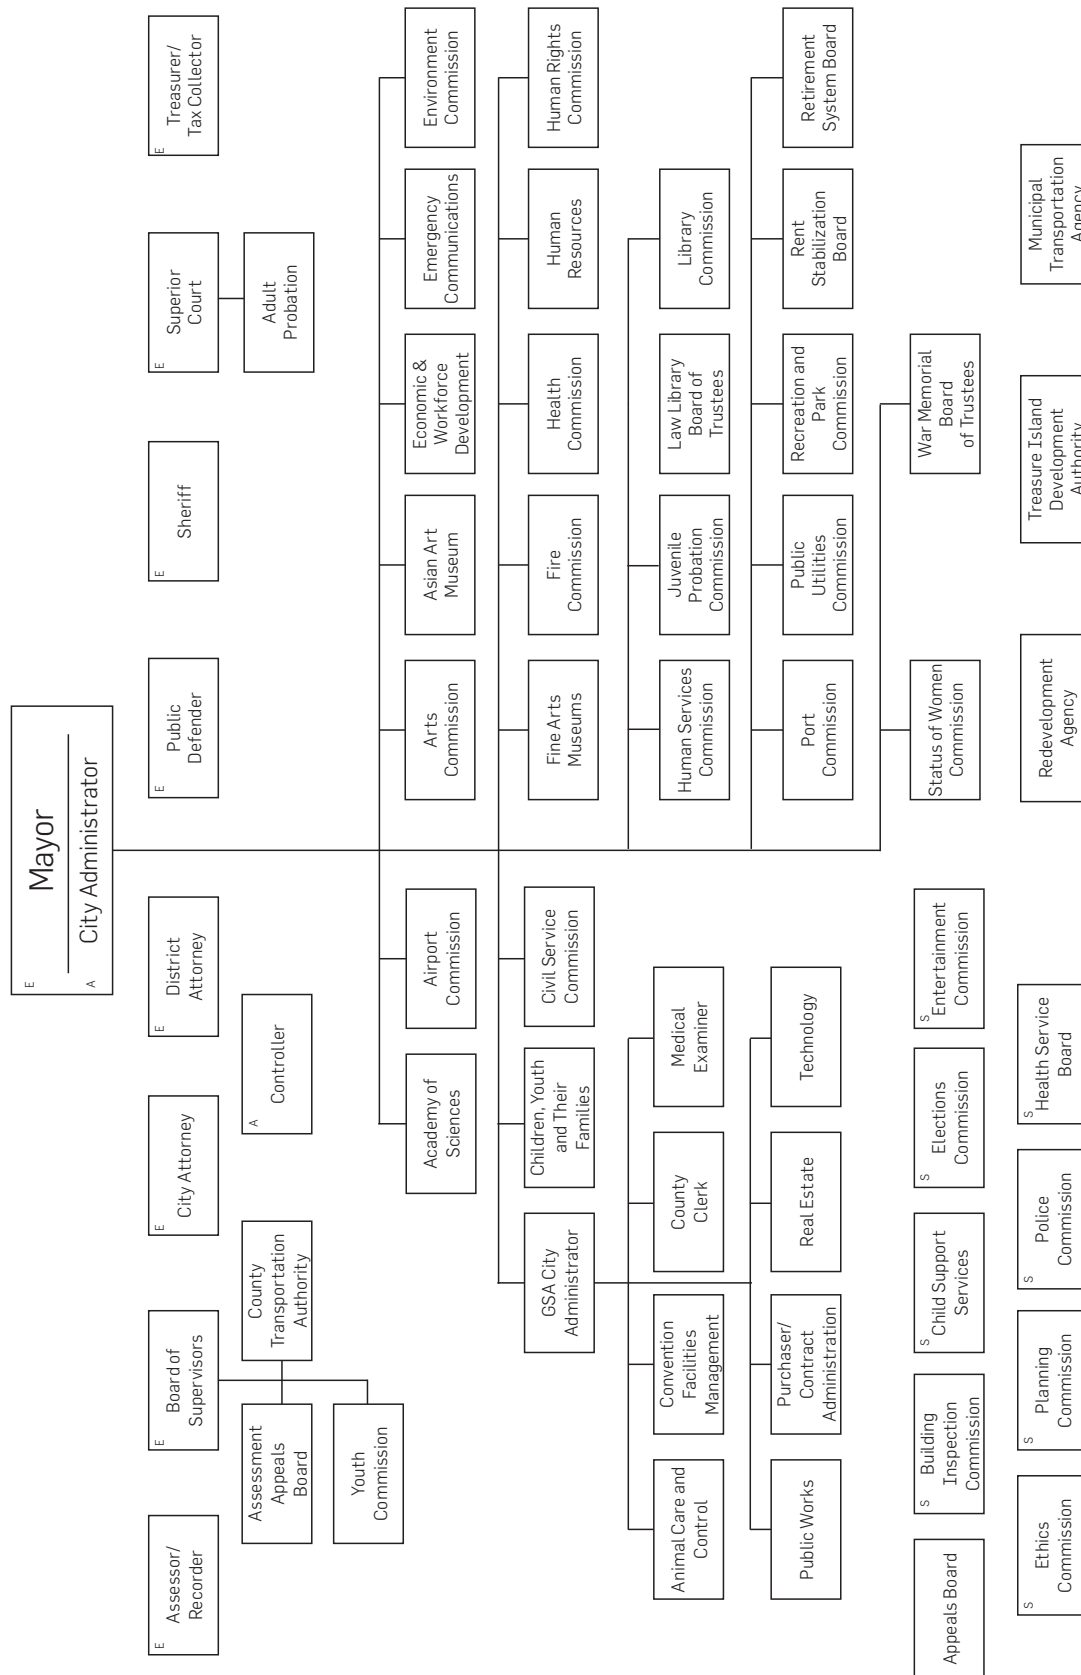 E
Mayor
A
City Administrator
E
Assessor/
Recorder
E
Board of
Supervisors
E
City Attorney
E
District
Attorney
E
Public
Defender
E
Sheriff
E
Superior
Court
E
Treasurer/
Tax Collector
Assessment
Appeals
Board
County
Transportation
Authority
A
Controller
Adult
Probation
Youth
Commission
Academy of
Sciences
Airport
Commission
Arts
Commission
Asian Art
Museum
Economic &
Workforce
Development
Emergency
Communications
Environment
Commission
GSA City
Administrator
Children, Youth
and Their
Families
Civil Service
Commission
Fine Arts
Museums
Fire
Commission
Health
Commission
Human
Resources
Human Rights
Commission
Animal Care and
Control
Convention
Facilities
Management
County
Clerk
Medical
Examiner
Human Services
Commission
Juvenile
Probation
Commission
Law Library
Board of
Trustees
Library
Commission
Public Works
Purchaser/
Contract
Administration
Real Estate
Technology
Port
Commission
Public
Utilities
Commission
Recreation and
Park
Commission
Rent
Stabilization
Board
Retirement
System Board
Status of Women
Commission
War Memorial
Board
of Trustees
Appeals Board
S
Building
Inspection
Commission
S
Child Support
Services
S
Elections
Commission
S
Entertainment
Commission
S
Ethics
Commission
S
Planning
Commission
S
Police
Commission
S
Health Service
Board
Redevelopment
Agency
Treasure Island
Development
Authority
Municipal
Transportation
Agency